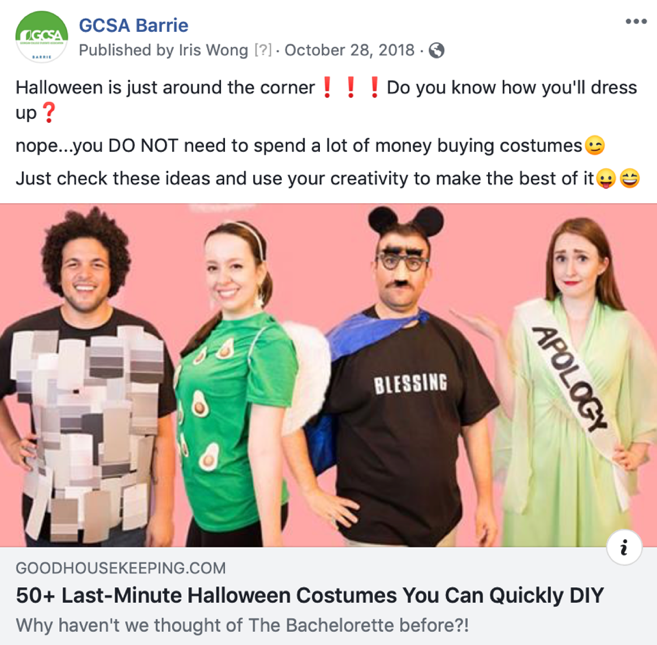 GCSA
BARRIE
GCSA Barrie
Published by Iris Wong [?] · October 28, 2018 ·
Halloween is just around the corner❗❗❗Do you know how you'll dress
up❓
nope...you DO NOT need to spend a lot of money buying costumes😉
Just check these ideas and use your creativity to make the best of it😛😅
BLESSING
APOLOGY
GOODHOUSEKEEPING.COM
50+ Last-Minute Halloween Costumes You Can Quickly DIY
Why haven't we thought of The Bachelorette before?!